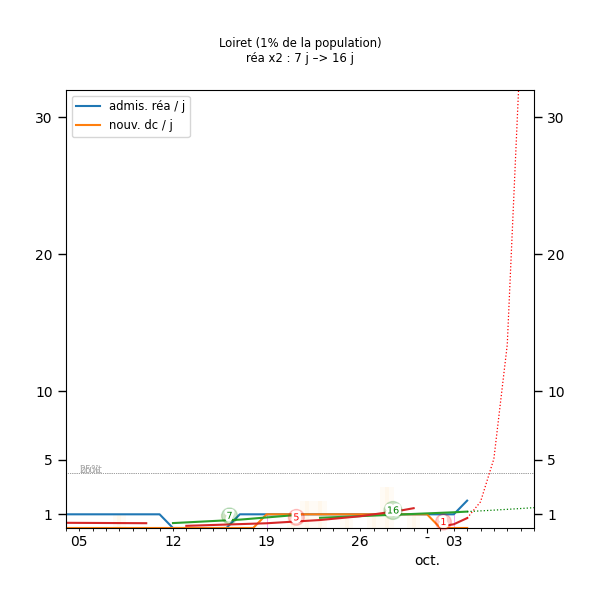 Loiret (1% de la population)
réa x2 : 7 j –> 16 j
admis. réa / j
nouv. dc / j
30 30
20 20
10 10
5 5
1 1
7 5 16 1
05 12 19 26 - 03
oct.